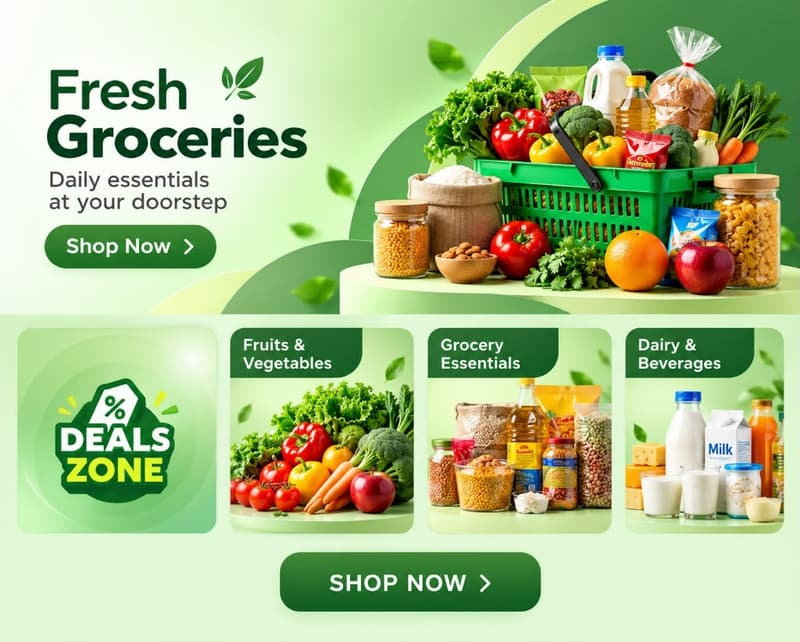 Fresh
Groceries
Daily essentials
at your doorstep
Shop Now
%
DEALS
ZONE
Fruits &
Vegetables
Grocery
Essentials
Dairy &
Beverages
Milk
SHOP NOW